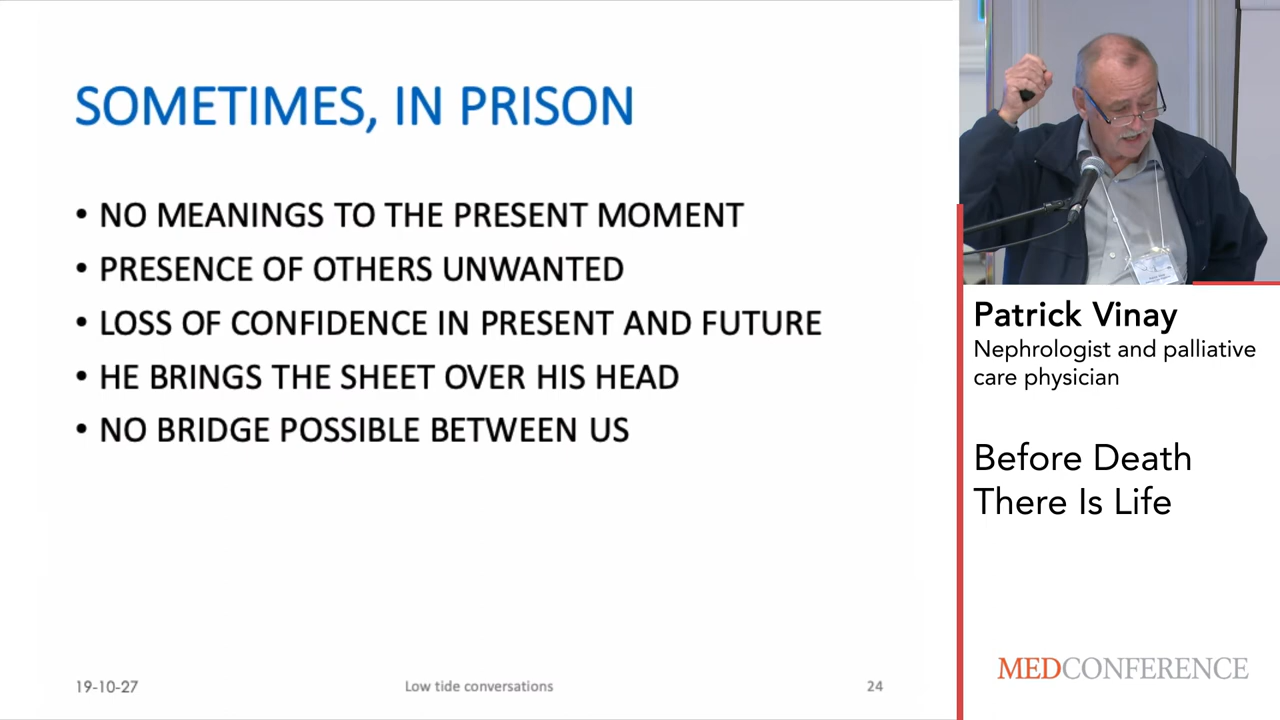 SOMETIMES, IN PRISON
• NO MEANINGS TO THE PRESENT MOMENT
• PRESENCE OF OTHERS UNWANTED
• LOSS OF CONFIDENCE IN PRESENT AND FUTURE
• HE BRINGS THE SHEET OVER HIS HEAD
• NO BRIDGE POSSIBLE BETWEEN US
19-10-27
Low tide conversations
24
Patrick Vinay
Nephrologist and palliative
care physician
Before Death
There Is Life
MEDCONFERENCE